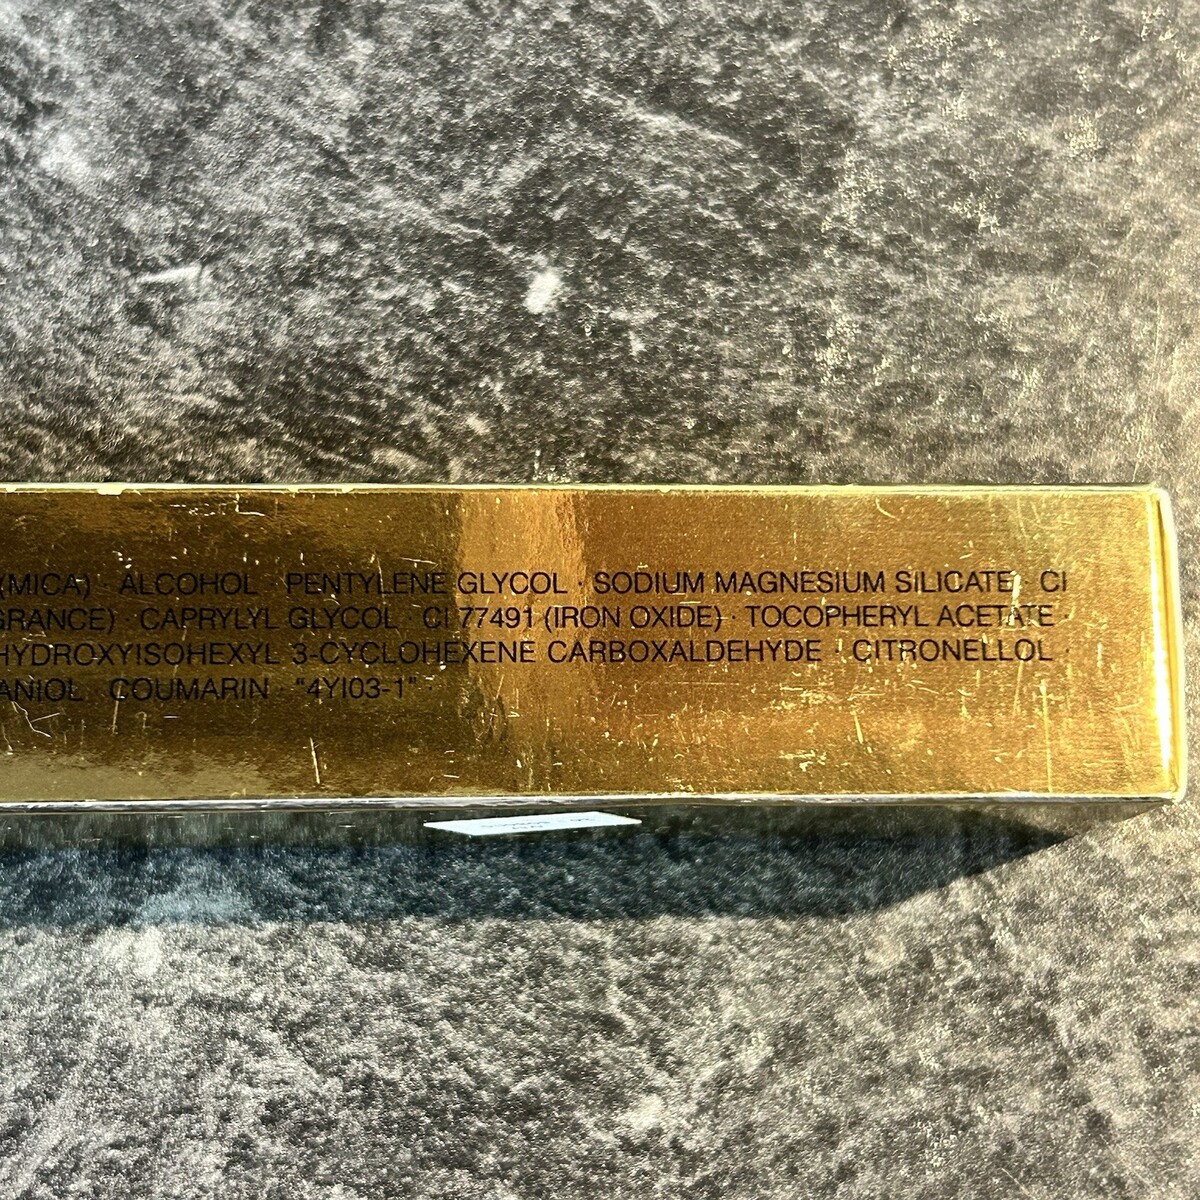 (MICA) · ALCOHOL · PENTYLENE GLYCOL · SODIUM MAGNESIUM SILICATE · CI
GRANCE) · CAPRYLYL GLYCOL · CI 77491 (IRON OXIDE) · TOCOPHERYL ACETATE ·
HYDROXYISOHEXYL 3-CYCLOHEXENE CARBOXALDEHYDE · CITRONELLOL ·
ANIOL · COUMARIN · "4YI03-1" ·